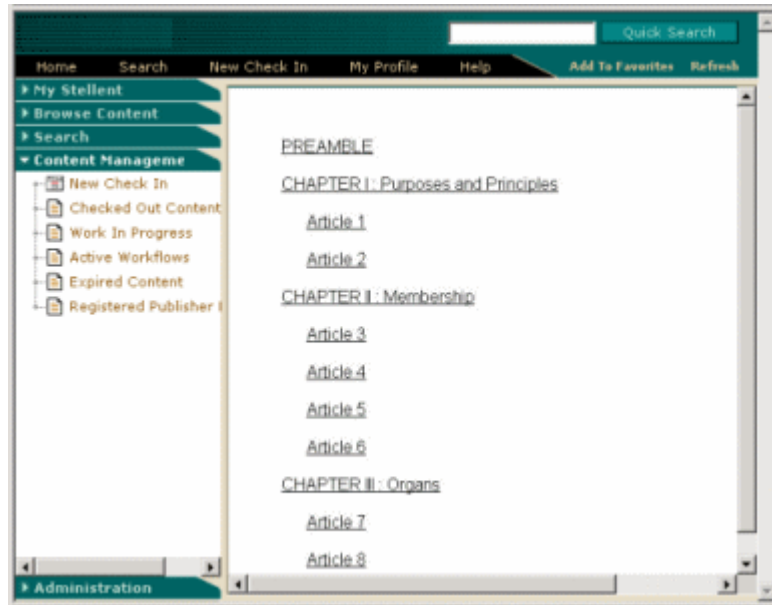 Quick Search
Home Search New Check In My Profile Help Add To Favorites Refresh
My Stellent
Browse Content
Search
Content Manageme
New Check In
Checked Out Content
Work In Progress
Active Workflows
Expired Content
Registered Publisher
Administration
PREAMBLE
CHAPTER I : Purposes and Principles
Article 1
Article 2
CHAPTER II : Membership
Article 3
Article 4
Article 5
Article 6
CHAPTER III : Organs
Article 7
Article 8